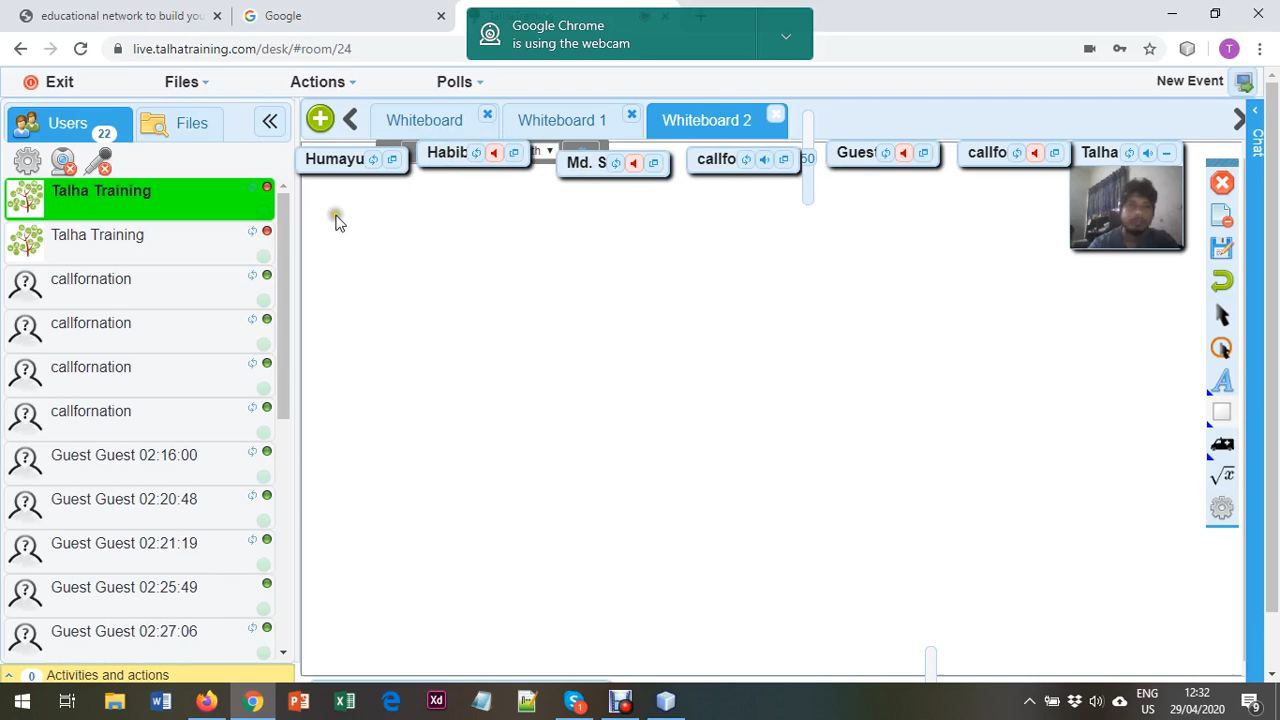 educational network to build you
Google
Google Chrome
is using the webcam
live.talhatraining.com/desk/#room/24
T
Exit
Files
Actions
Polls
New Event
Users
22
Files
Whiteboard
Whiteboard 1
Whiteboard 2
Chat
Humayu
Habib
Md. S
callfo
50
Guest
callfo
Talha
Talha Training
Talha Training
callfornation
callfornation
callfornation
callfornation
Guest Guest 02:16:00
Guest Guest 02:20:48
Guest Guest 02:21:19
Guest Guest 02:25:49
Guest Guest 02:27:06
A
√x
0
Activities and actions
ENG
US
12:32
29/04/2020
9